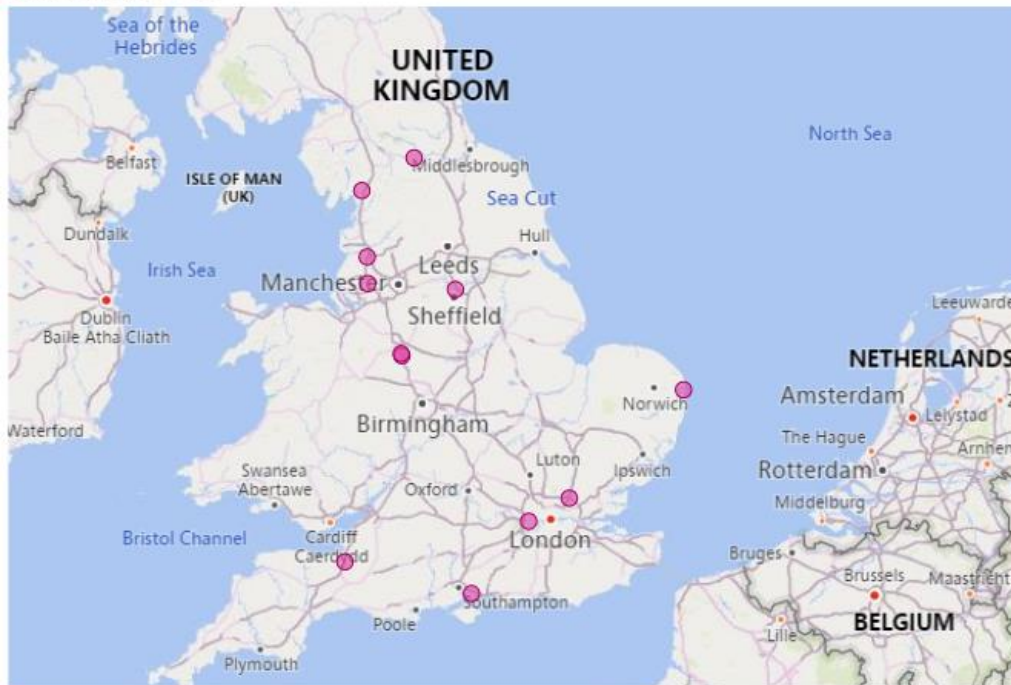 Sea of the
Hebrides
UNITED
KINGDOM
North Sea
Belfast
Middlesbrough
ISLE OF MAN
(UK)
Sea Cut
Dundalk
Hull
Irish Sea
Leeds
Manchester
Leeuwarde
Dublin
Baile Átha Cliath
Sheffield
NETHERLANDS
Amsterdam
Norwich
Lelystad
Waterford
Birmingham
The Hague
Arnhem
Luton
Ipswich
Rotterdam
Swansea
Abertawe
Oxford
Middelburg
Bristol Channel
Cardiff
London
Bruges
Brussels
Maastricht
Southampton
Poole
BELGIUM
Lille
Plymouth